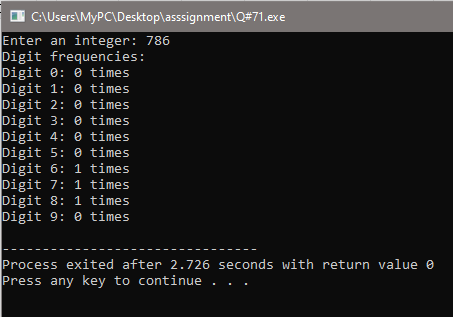 C:\Users\MyPC\Desktop\asssignment\Q#71.exe
Enter an integer: 786
Digit frequencies:
Digit 0: 0 times
Digit 1: 0 times
Digit 2: 0 times
Digit 3: 0 times
Digit 4: 0 times
Digit 5: 0 times
Digit 6: 1 times
Digit 7: 1 times
Digit 8: 1 times
Digit 9: 0 times
--------------------------------
Process exited after 2.726 seconds with return value 0
Press any key to continue . . .